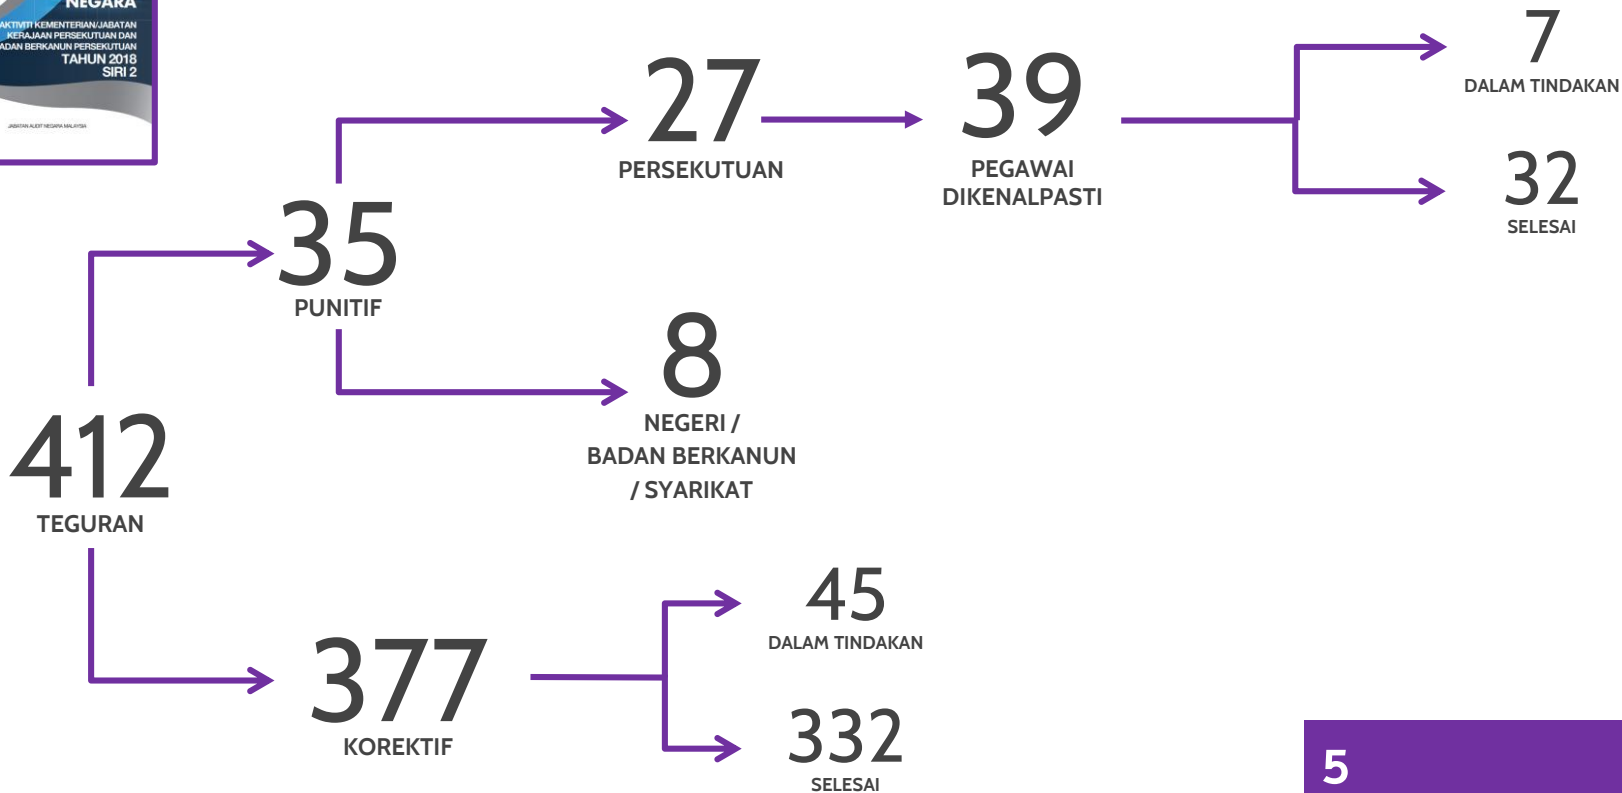 NEGARA
AKTIVITI KEMENTERIAN/JABATAN
KERAJAAN PERSEKUTUAN DAN
BADAN BERKANUN PERSEKUTUAN
TAHUN 2018
SIRI 2
JABATAN AUDIT NEGARA MALAYSIA
412
TEGURAN
35
PUNITIF
27
PERSEKUTUAN
39
PEGAWAI
DIKENALPASTI
7
DALAM TINDAKAN
32
SELESAI
8
NEGERI /
BADAN BERKANUN
/ SYARIKAT
377
KOREKTIF
45
DALAM TINDAKAN
332
SELESAI
5